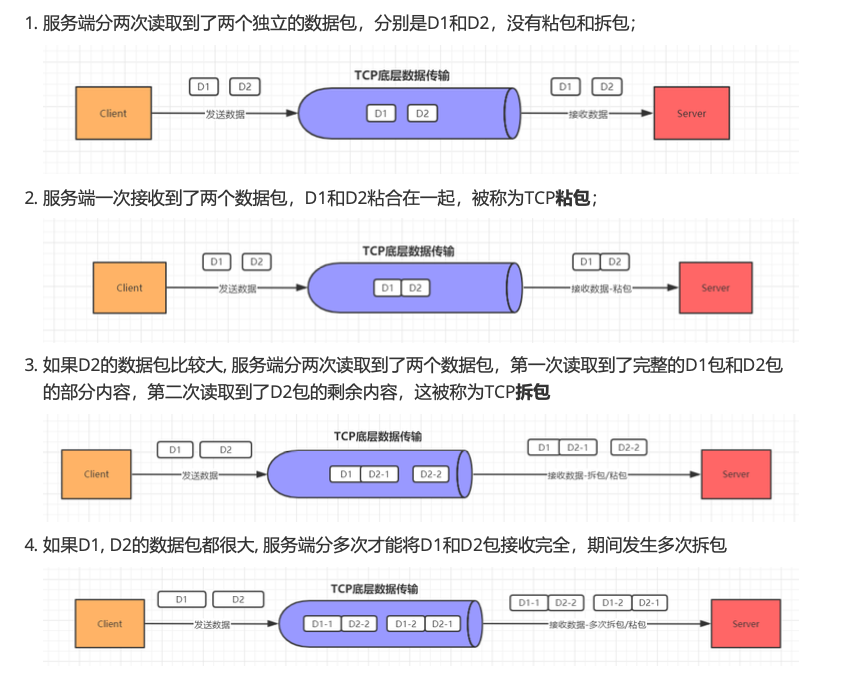 1. 服务端分两次读取到了两个独立的数据包，分别是D1和D2，没有粘包和拆包；
TCP底层数据传输
D1 D2
D1 D2
Client
发送数据
D1 D2
接收数据
Server
2. 服务端一次接收到了两个数据包，D1和D2粘合在一起，被称为TCP粘包；
TCP底层数据传输
D1 D2
D1 D2
Client
发送数据
D1 D2
接收数据-粘包
Server
3. 如果D2的数据包比较大, 服务端分两次读取到了两个数据包，第一次读取到了完整的D1包和D2包
的部分内容，第二次读取到了D2包的剩余内容，这被称为TCP拆包
TCP底层数据传输
D1 D2
D1 D2-1 D2-2
Client
发送数据
D1 D2-1 D2-2
接收数据-拆包/粘包
Server
4. 如果D1, D2的数据包都很大, 服务端分多次才能将D1和D2包接收完全，期间发生多次拆包
TCP底层数据传输
D1 D2
D1-1 D2-2 D1-2 D2-1
Client
发送数据
D1-1 D2-2 D1-2 D2-1
接收数据-多次拆包/粘包
Server